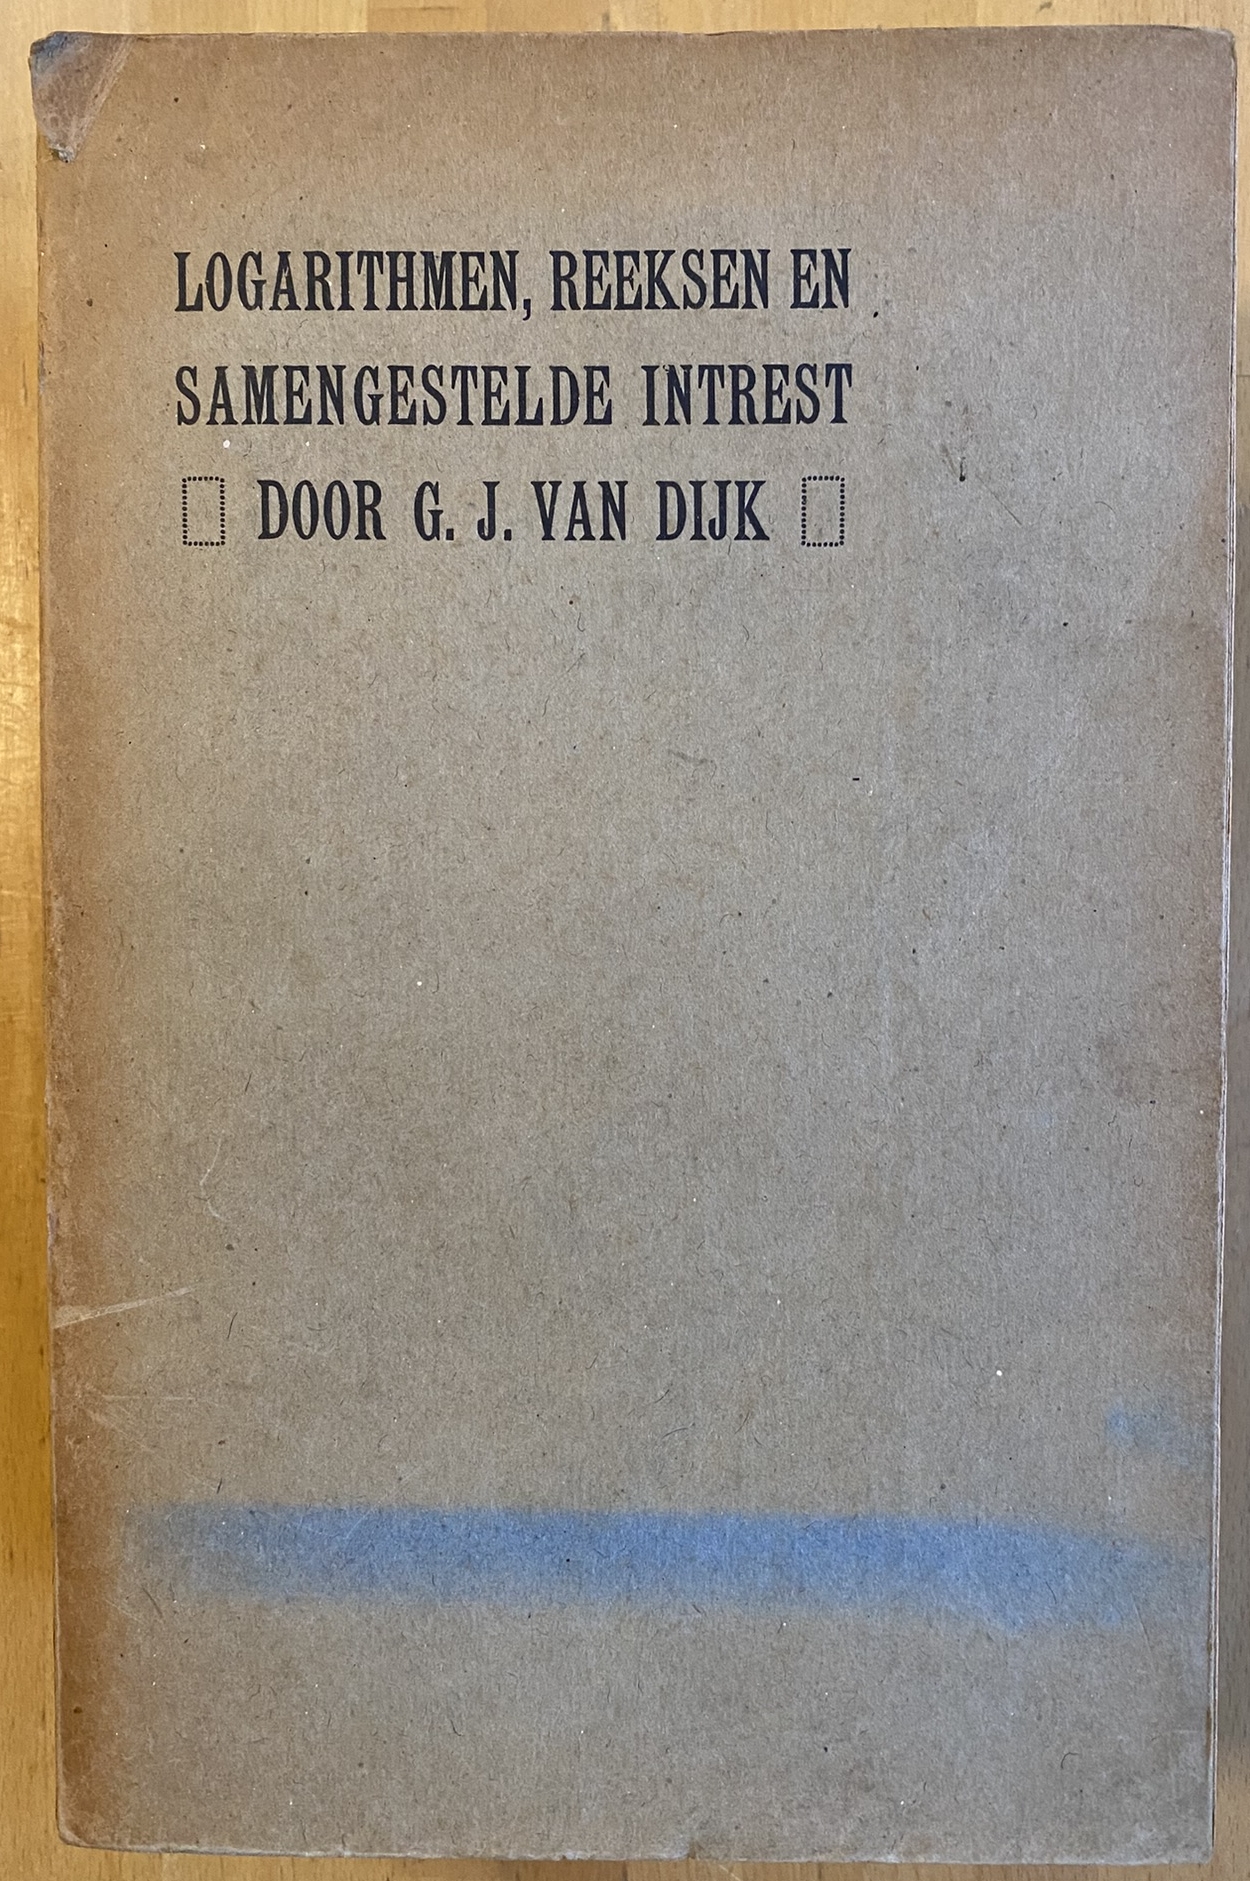 LOGARITHMEN, REEKSEN EN
SAMENGESTELDE INTREST
DOOR G. J. VAN DIJK